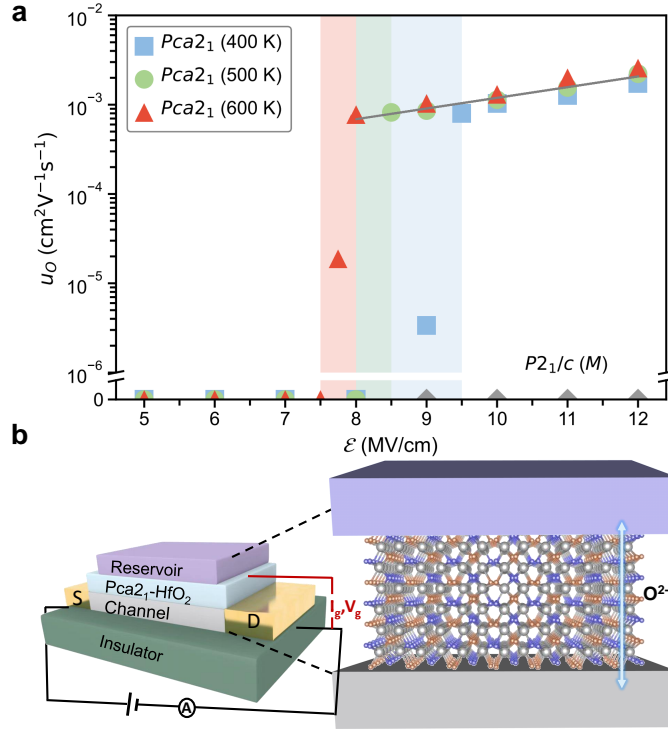 a
Pca2₁ (400 K)
Pca2₁ (500 K)
Pca2₁ (600 K)
10⁻²
10⁻³
10⁻⁴
10⁻⁵
10⁻⁶
10
0
u_O (cm²V⁻¹s⁻¹)
P2₁/c (M)
5 6 7 8 9 10 11 12
ℰ (MV/cm)
b
Reservoir
Pca2₁-HfO₂
Channel
S
D
Insulator
I_g,V_g
A
O²⁻